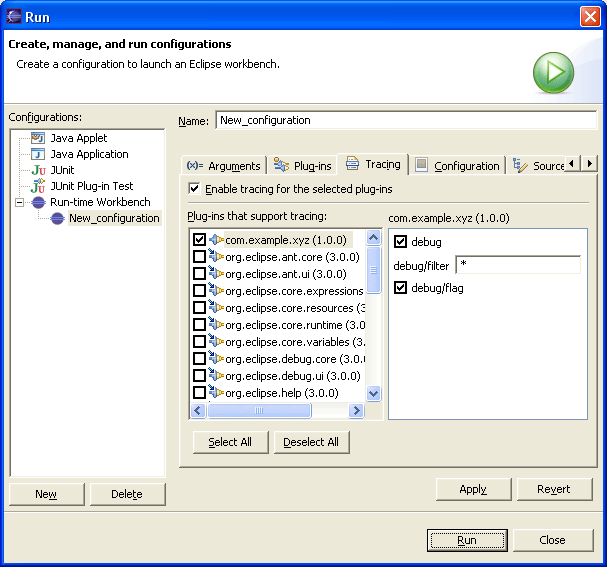 Run
Create, manage, and run configurations
Create a configuration to launch an Eclipse workbench.
Configurations:
Java Applet
Java Application
JUnit
JUnit Plug-in Test
Run-time Workbench
New_configuration
New
Delete
Name: New_configuration
Arguments Plug-ins Tracing Configuration Source
Enable tracing for the selected plug-ins
Plug-ins that support tracing:
com.example.xyz (1.0.0)
org.eclipse.ant.core (3.0.0)
org.eclipse.ant.ui (3.0.0)
org.eclipse.core.expressions
org.eclipse.core.resources (3
org.eclipse.core.runtime (3.0
org.eclipse.core.variables (3.
org.eclipse.debug.core (3.0.
org.eclipse.debug.ui (3.0.0)
org.eclipse.help (3.0.0)
com.example.xyz (1.0.0)
debug
debug/filter *
debug/flag
Select All
Deselect All
Apply
Revert
Run
Close